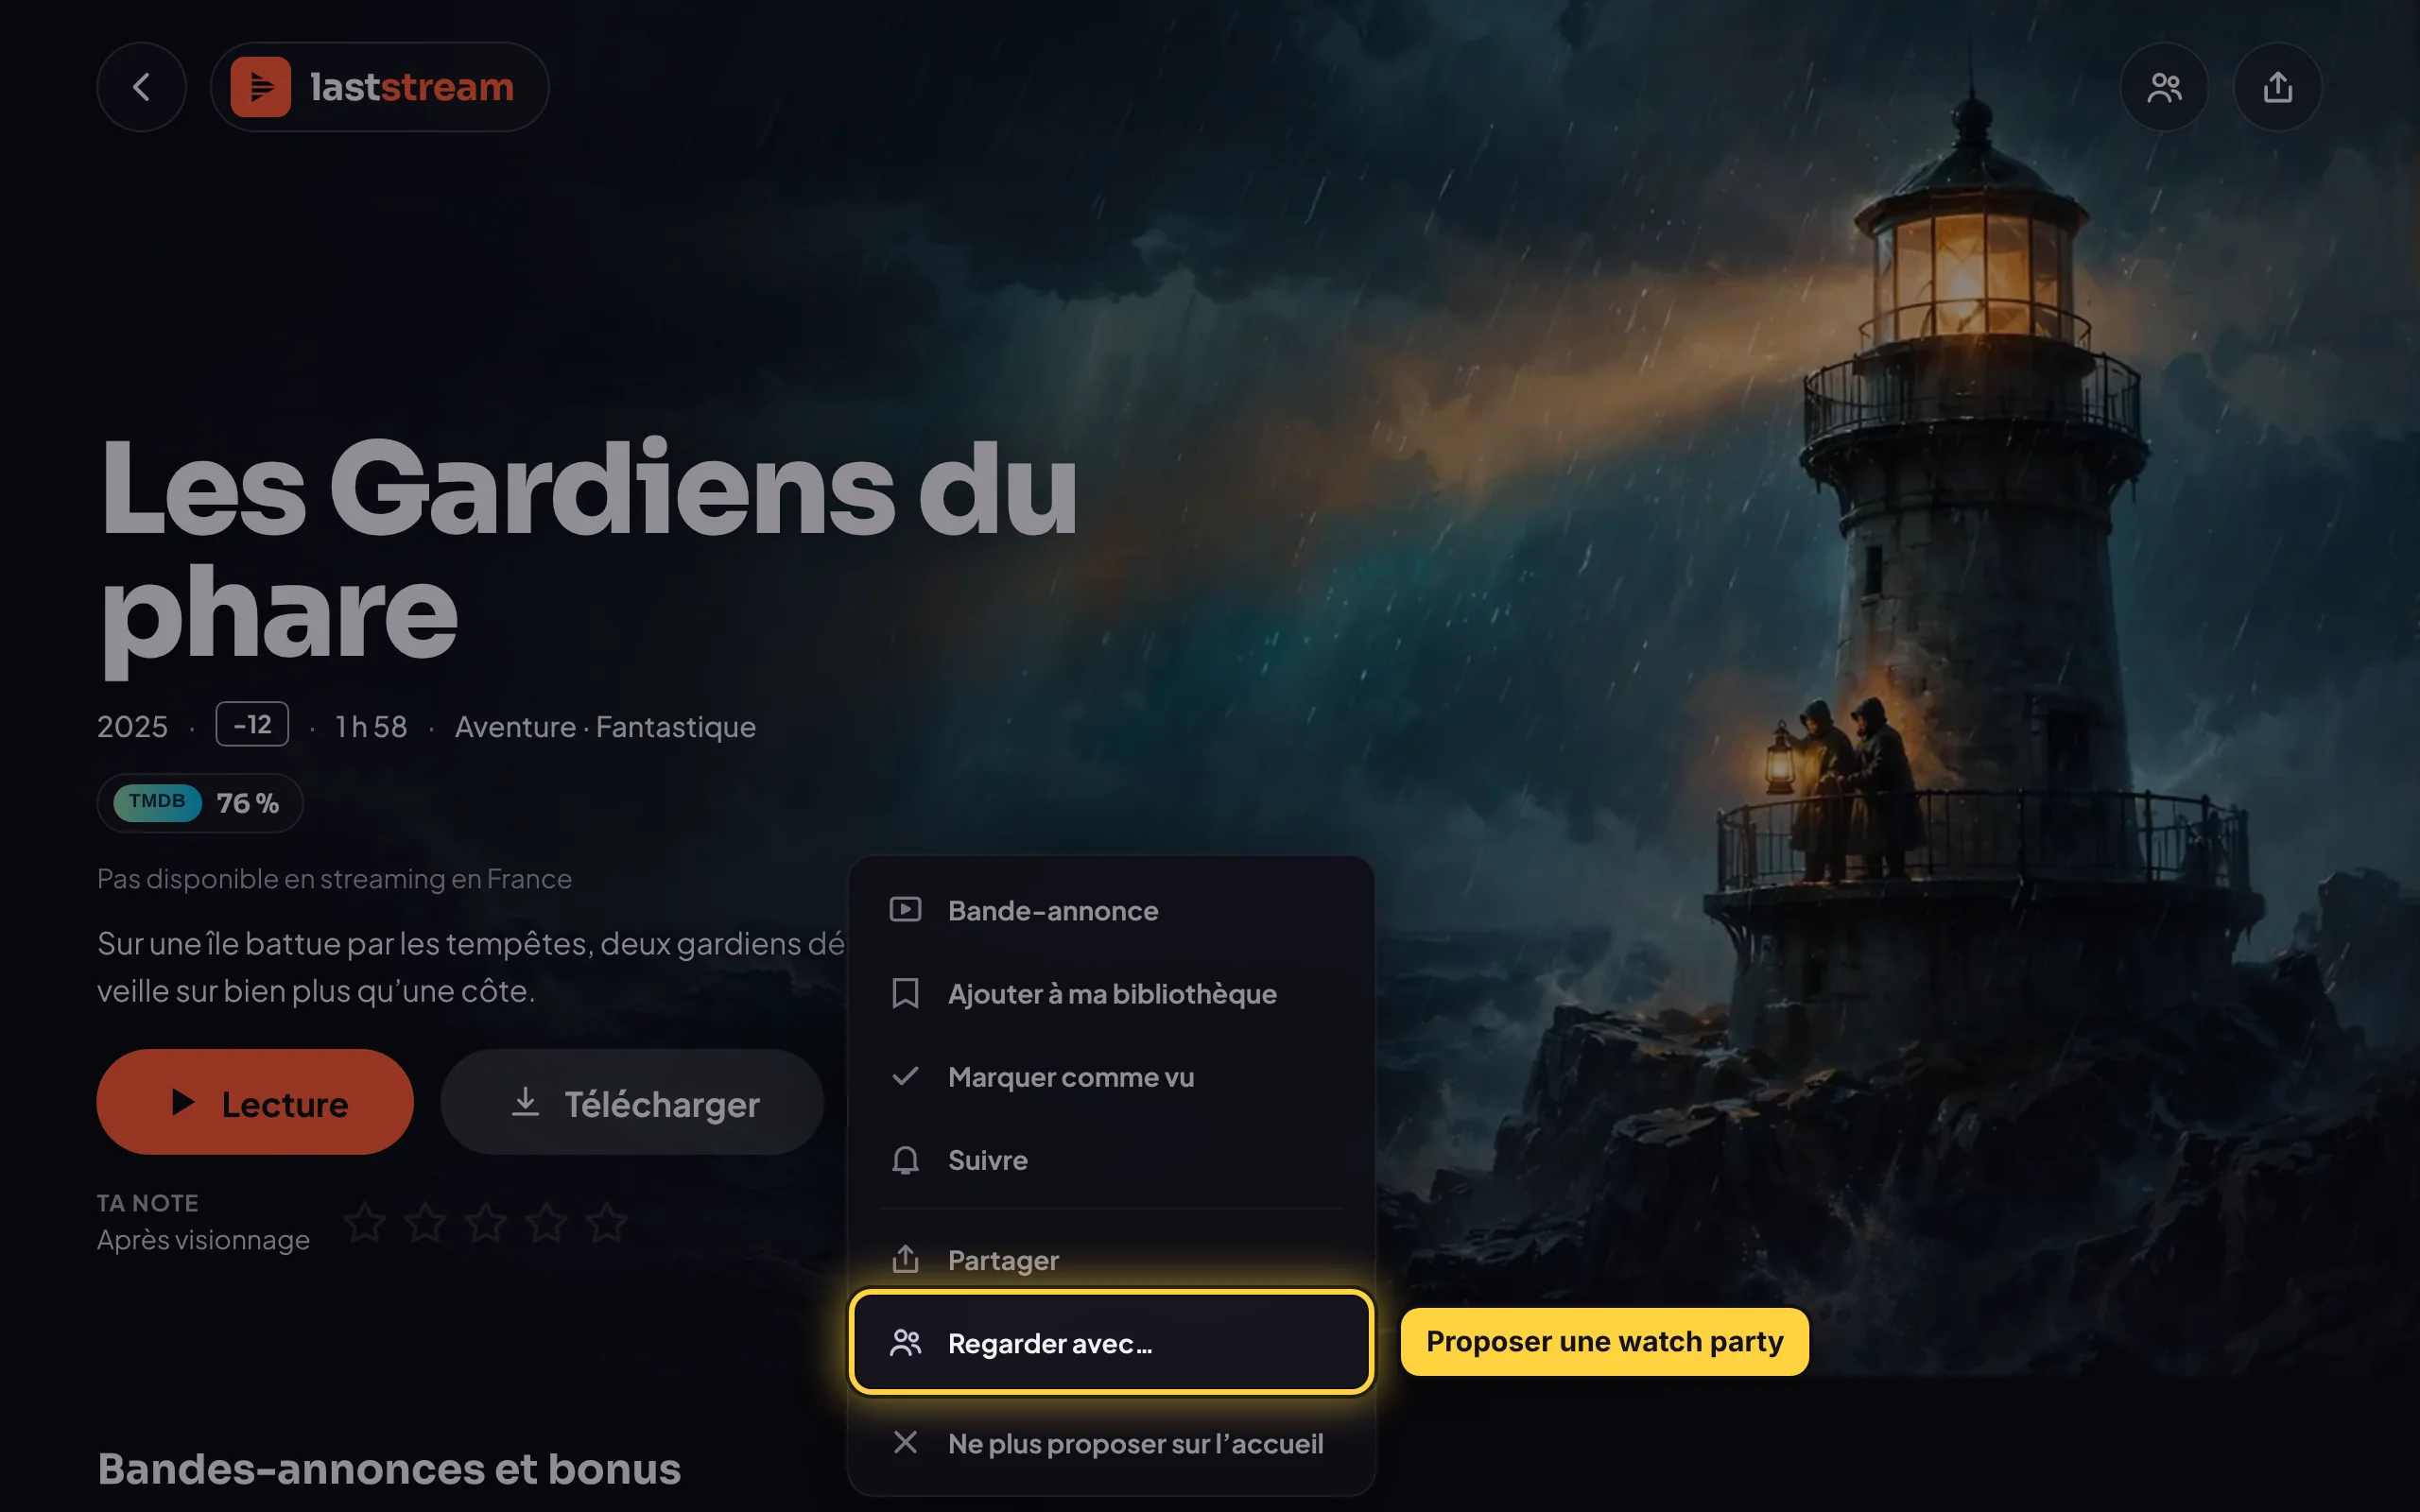 laststream
Les Gardiens du
phare
2025 · -12 · 1 h 58 · Aventure · Fantastique
TMDB 76 %
Pas disponible en streaming en France
Sur une île battue par les tempêtes, deux gardiens dé
veille sur bien plus qu’une côte.
Lecture
Télécharger
TA NOTE
Après visionnage
Bande-annonce
Ajouter à ma bibliothèque
Marquer comme vu
Suivre
Partager
Regarder avec…
Proposer une watch party
Ne plus proposer sur l’accueil
Bandes-annonces et bonus